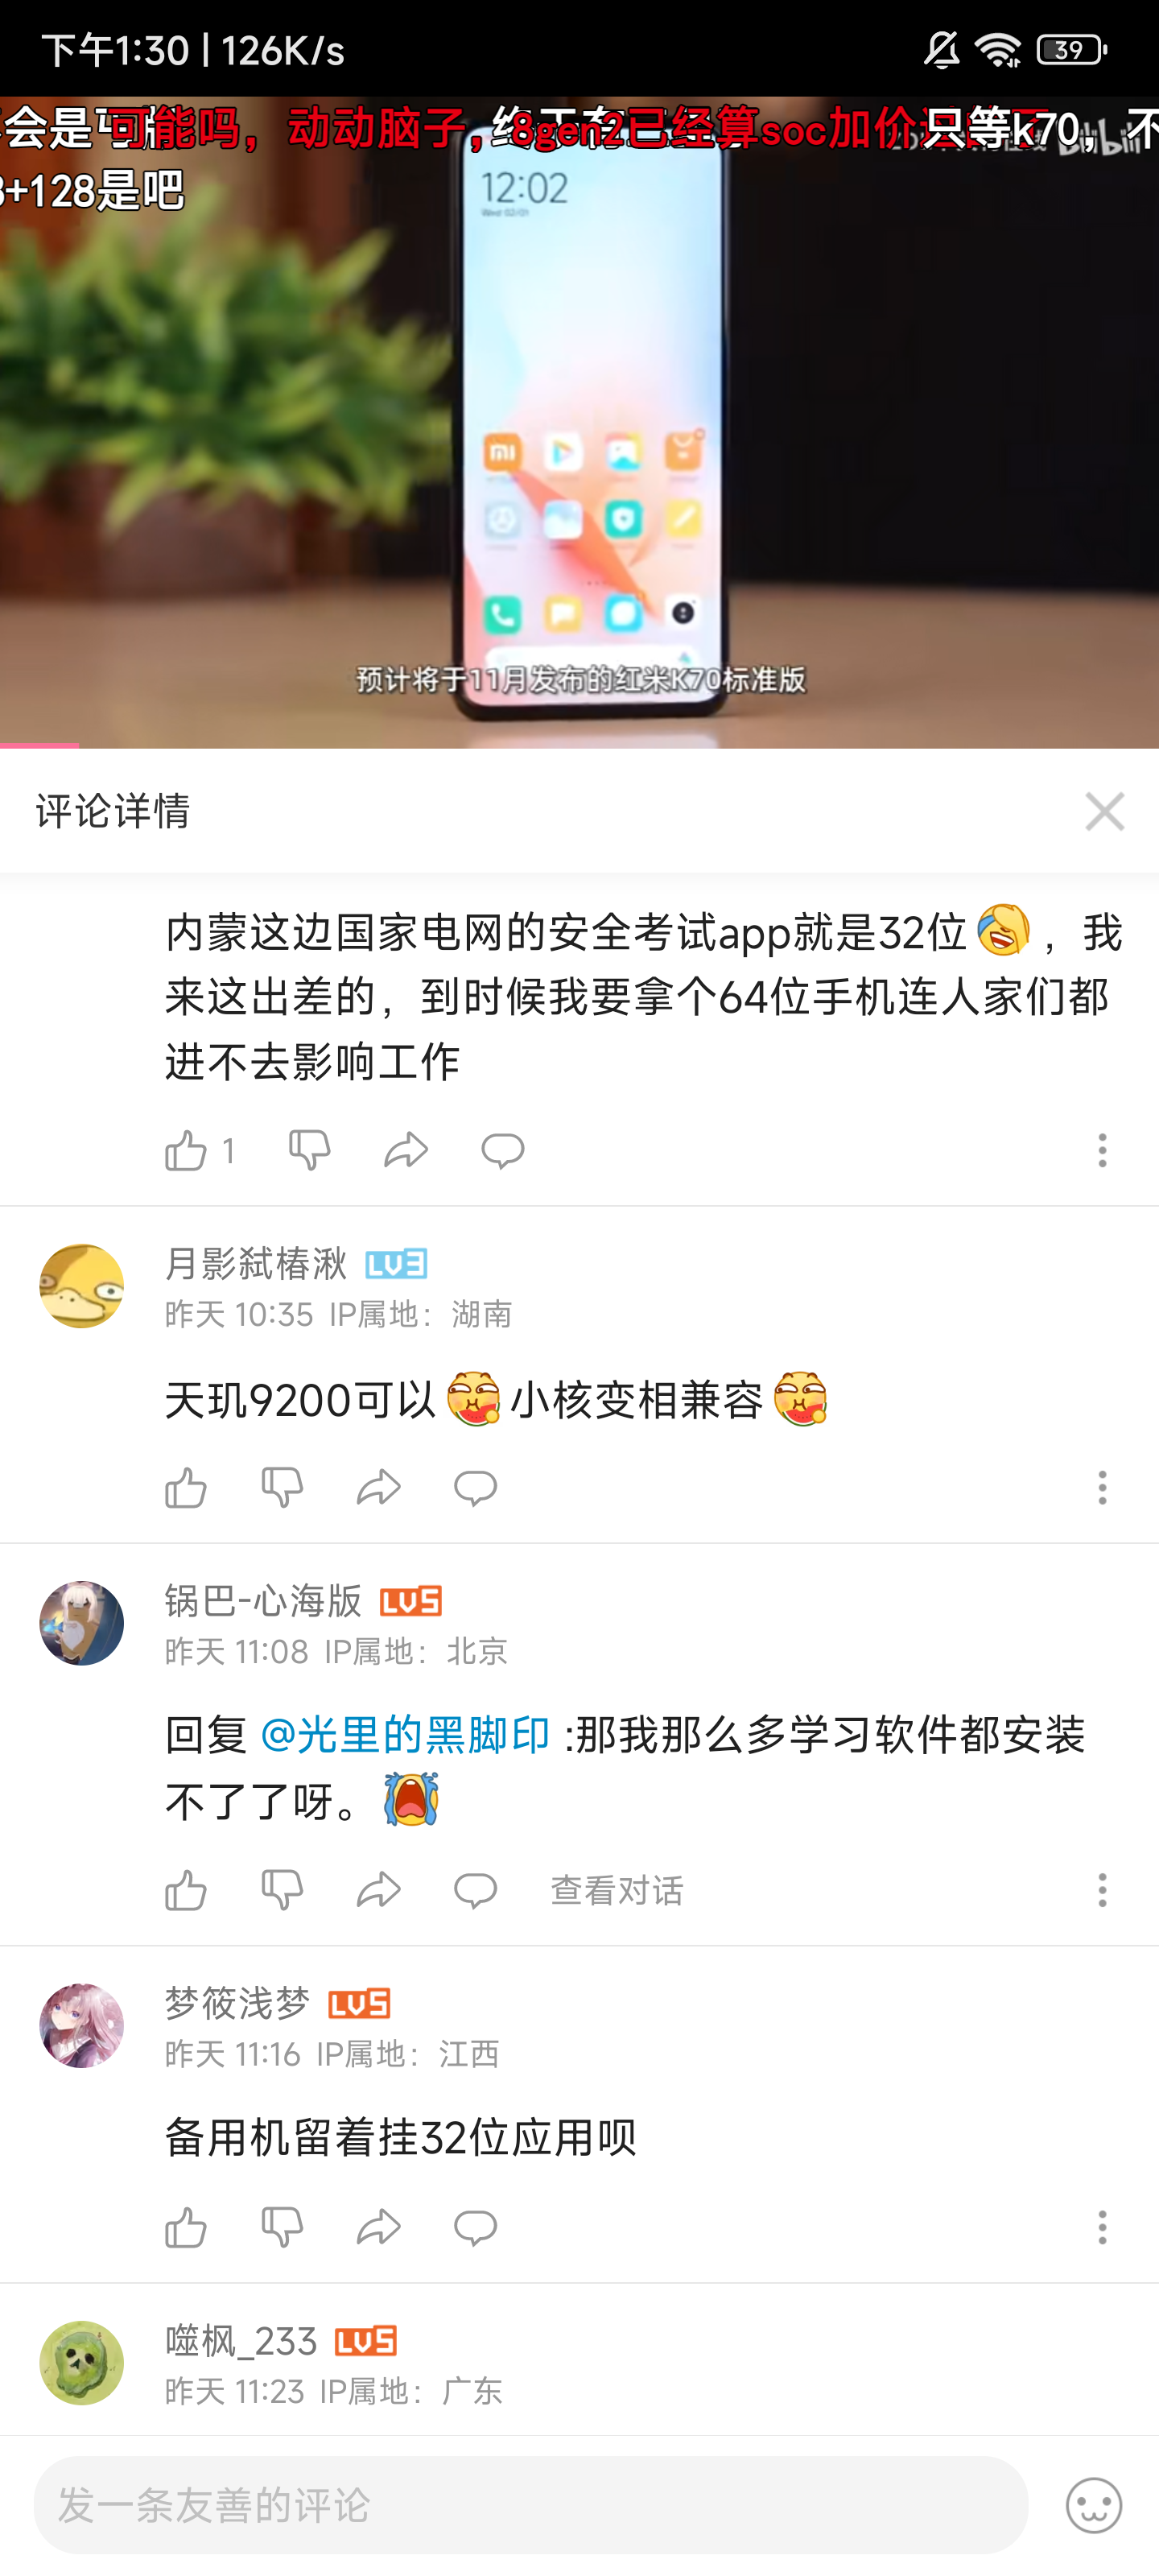 下午1:30 | 126K/s
39
会是
可能吗，动动脑子，
8gen2已经算soc加价
只等k70，不
8+128是吧
bilibili
12:02
Wed 02/01
mi
预计将于11月发布的红米K70标准版
评论详情
内蒙这边国家电网的安全考试app就是32位，我
来这出差的，到时候我要拿个64位手机连人家们都
进不去影响工作
1
月影弑椿湫 LV3
昨天 10:35 IP属地：湖南
天玑9200可以小核变相兼容
锅巴-心海版 LV5
昨天 11:08 IP属地：北京
回复 @光里的黑脚印 :那我那么多学习软件都安装
不了了呀。
查看对话
梦筱浅梦 LV5
昨天 11:16 IP属地：江西
备用机留着挂32位应用呗
噬枫_233 LV5
昨天 11:23 IP属地：广东
发一条友善的评论